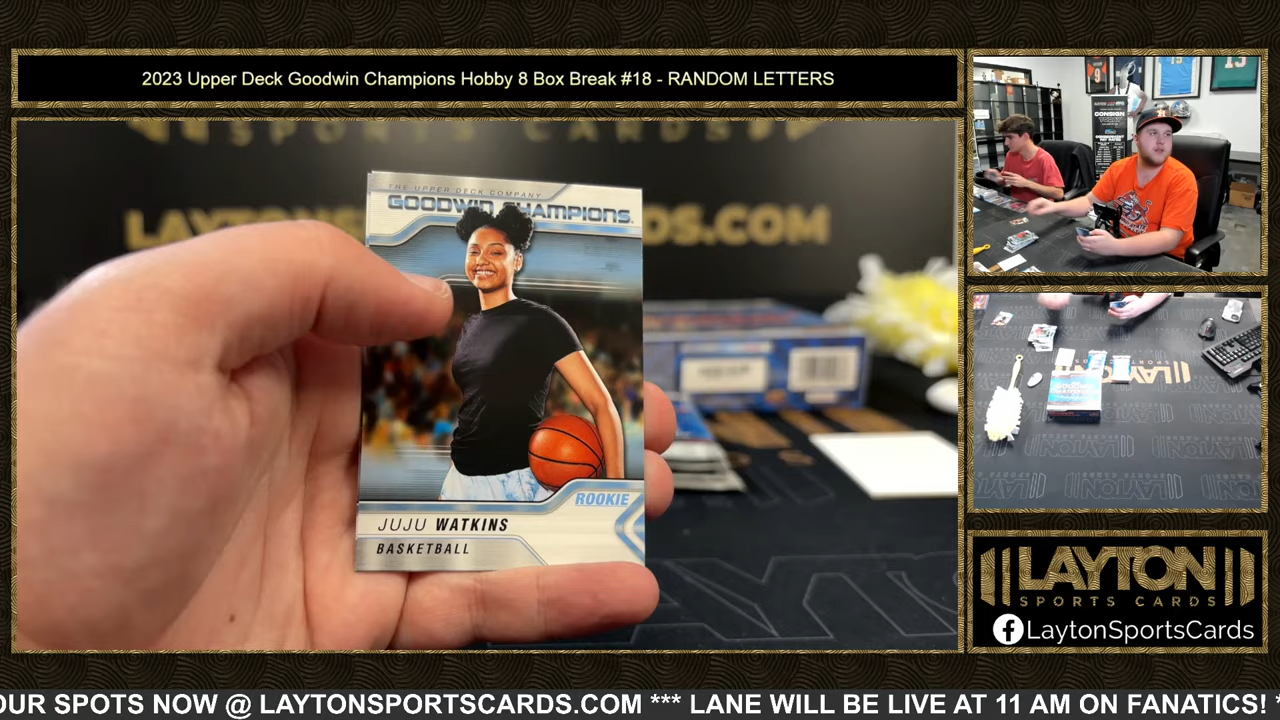 2023 Upper Deck Goodwin Champions Hobby 8 Box Break #18 - RANDOM LETTERS
THE UPPER DECK COMPANY
GOODWIN CHAMPIONS
ROOKIE
JUJU WATKINS
BASKETBALL
CONSIGN
LAYTON
SPORTS CARDS
LaytonSportsCards
OUR SPOTS NOW @ LAYTONSPORTSCARDS.COM *** LANE WILL BE LIVE AT 11 AM ON FANATICS! *